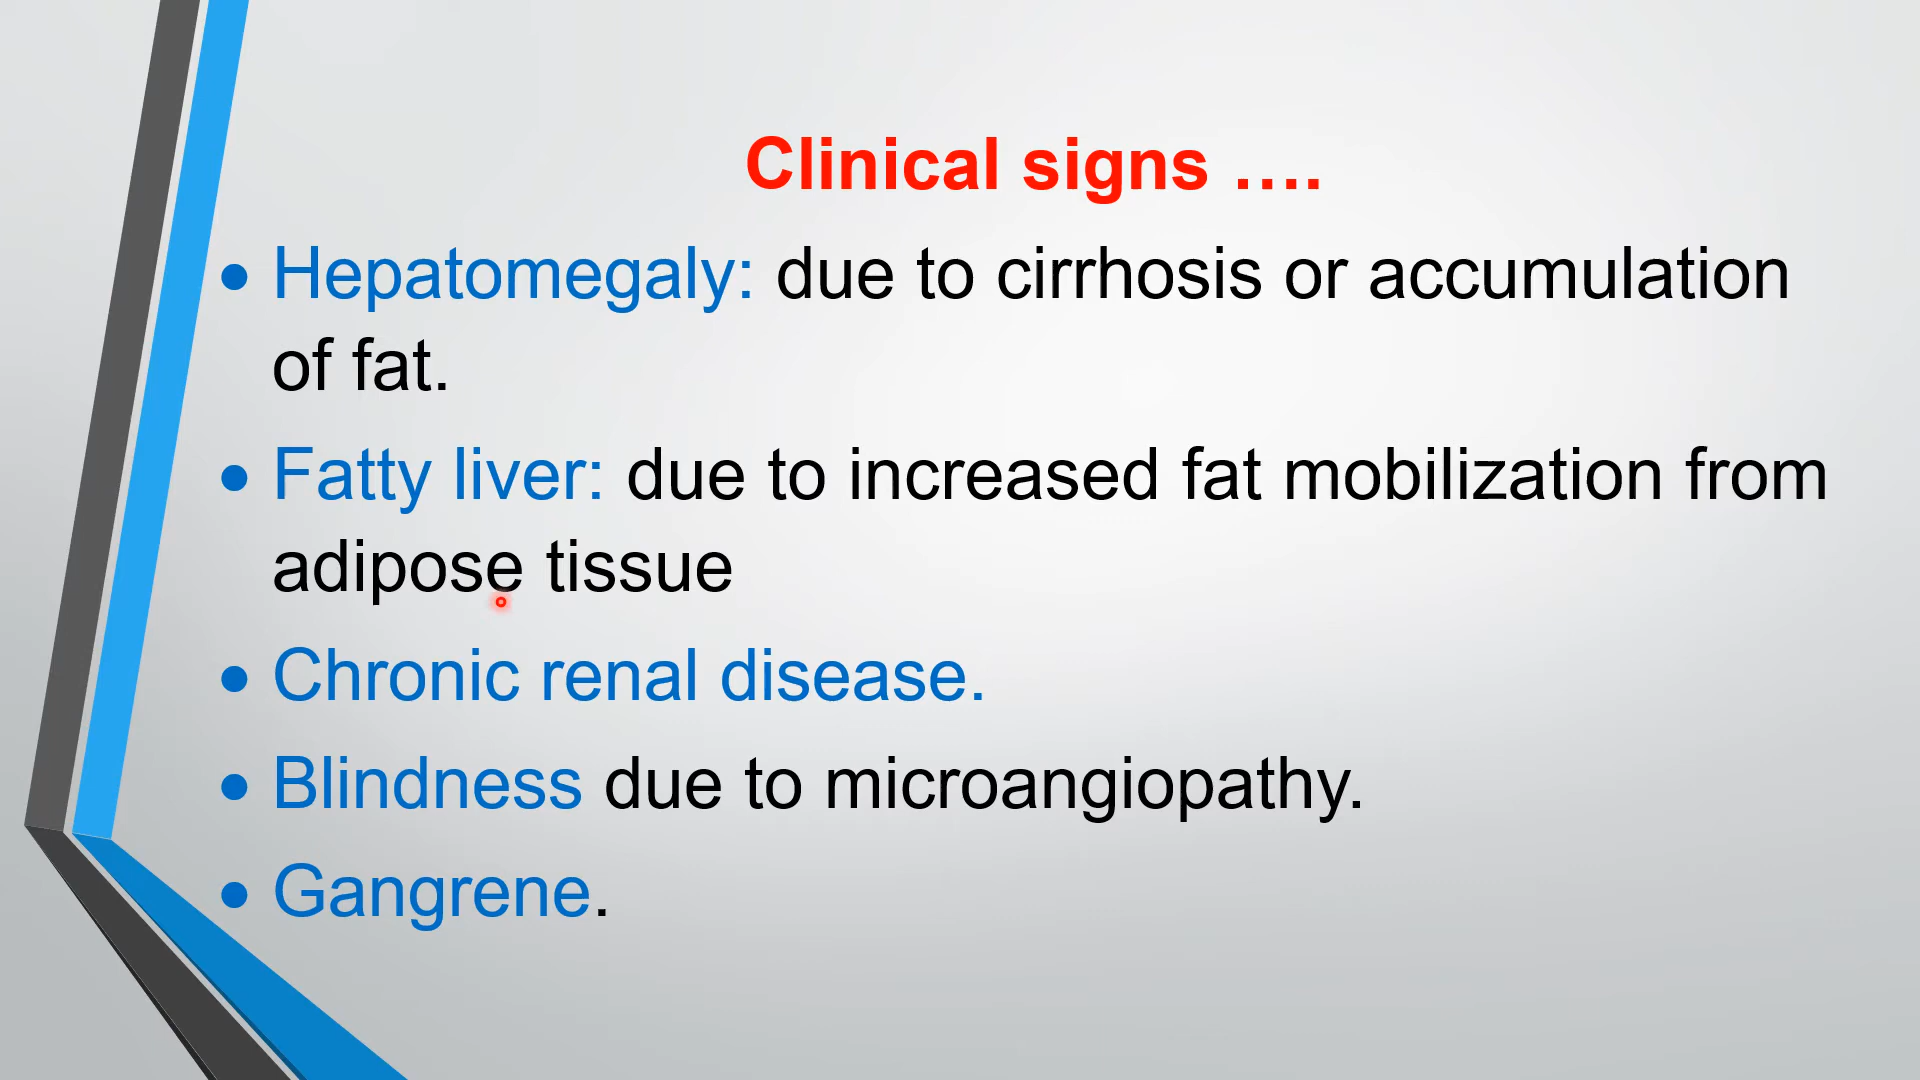 Clinical signs ….
• Hepatomegaly: due to cirrhosis or accumulation
of fat.
• Fatty liver: due to increased fat mobilization from
adipose tissue
• Chronic renal disease.
• Blindness due to microangiopathy.
• Gangrene.